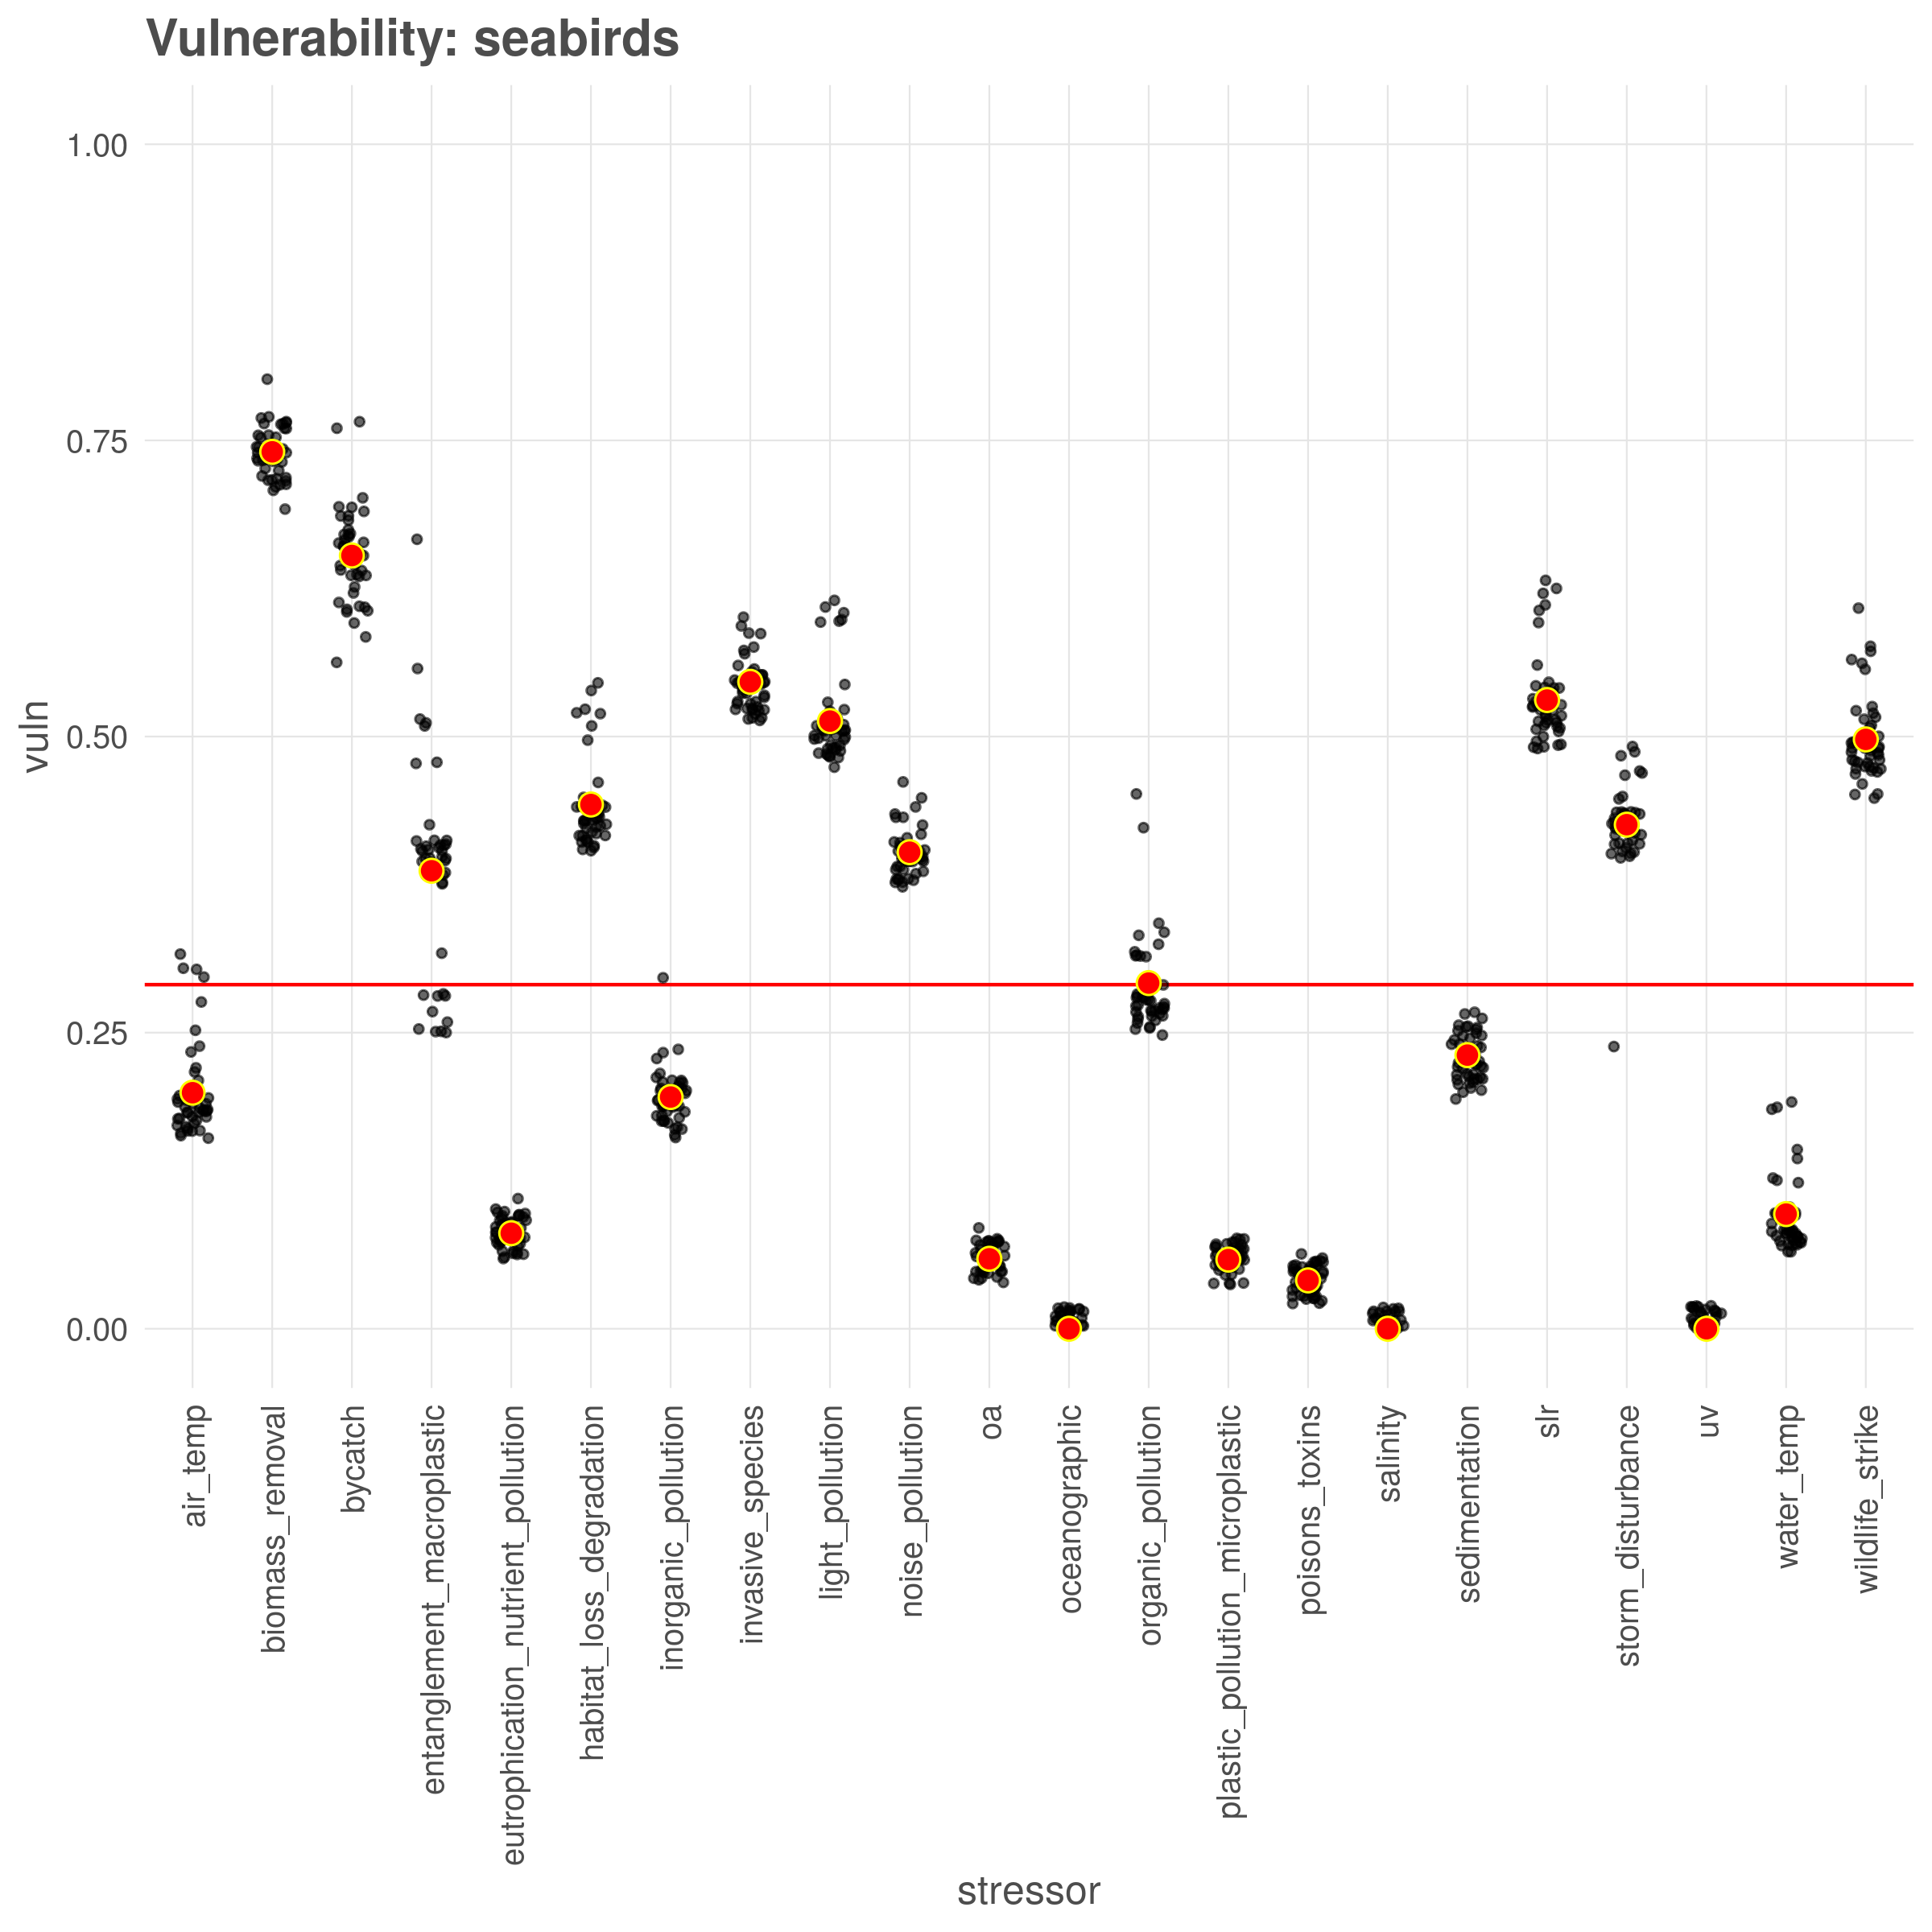 Vulnerability: seabirds
vuln
1.00
0.75
0.50
0.25
0.00
air_temp
biomass_removal
bycatch
entanglement_macroplastic
eutrophication_nutrient_pollution
habitat_loss_degradation
inorganic_pollution
invasive_species
light_pollution
noise_pollution
oa
oceanographic
organic_pollution
plastic_pollution_microplastic
poisons_toxins
salinity
sedimentation
slr
storm_disturbance
uv
water_temp
wildlife_strike
stressor